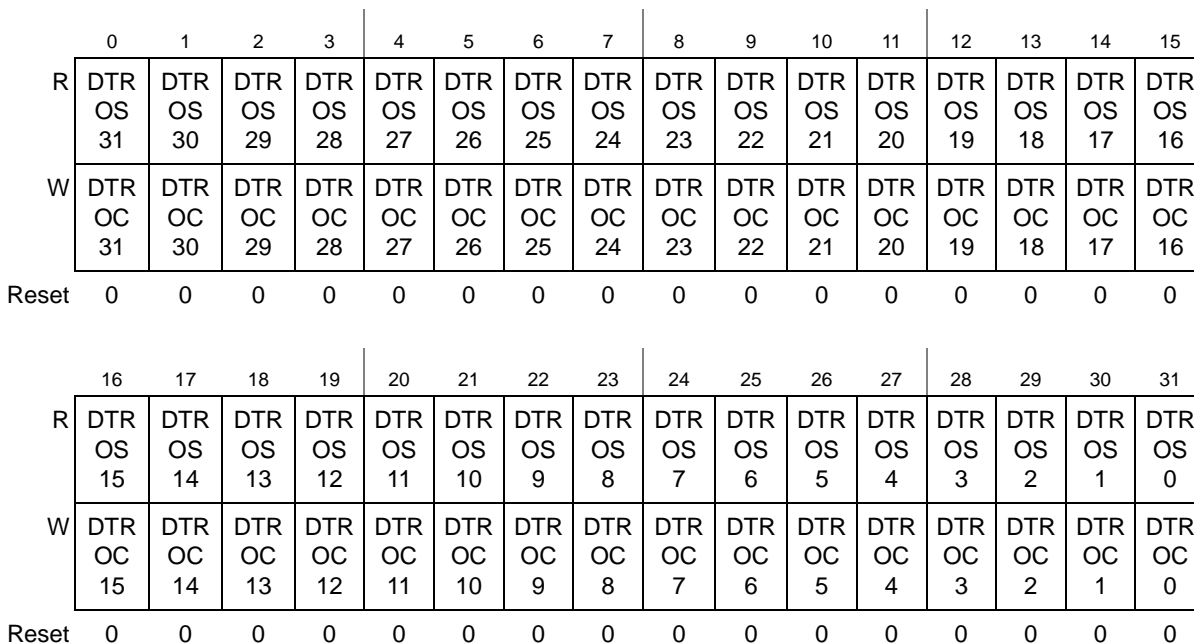 0 1 2 3 4 5 6 7 8 9 10 11 12 13 14 15
R DTR DTR DTR DTR DTR DTR DTR DTR DTR DTR DTR DTR DTR DTR DTR DTR
OS OS OS OS OS OS OS OS OS OS OS OS OS OS OS OS
31 30 29 28 27 26 25 24 23 22 21 20 19 18 17 16
W DTR DTR DTR DTR DTR DTR DTR DTR DTR DTR DTR DTR DTR DTR DTR DTR
OC OC OC OC OC OC OC OC OC OC OC OC OC OC OC OC
31 30 29 28 27 26 25 24 23 22 21 20 19 18 17 16
Reset 0 0 0 0 0 0 0 0 0 0 0 0 0 0 0 0
16 17 18 19 20 21 22 23 24 25 26 27 28 29 30 31
R DTR DTR DTR DTR DTR DTR DTR DTR DTR DTR DTR DTR DTR DTR DTR DTR
OS OS OS OS OS OS OS OS OS OS OS OS OS OS OS OS
15 14 13 12 11 10 9 8 7 6 5 4 3 2 1 0
W DTR DTR DTR DTR DTR DTR DTR DTR DTR DTR DTR DTR DTR DTR DTR DTR
OC OC OC OC OC OC OC OC OC OC OC OC OC OC OC OC
15 14 13 12 11 10 9 8 7 6 5 4 3 2 1 0
Reset 0 0 0 0 0 0 0 0 0 0 0 0 0 0 0 0